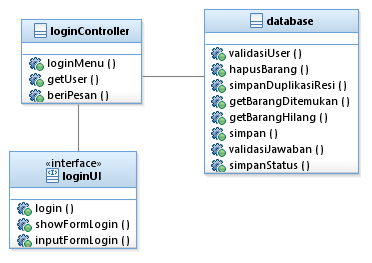 loginController
loginMenu ()
getUser ()
beriPesan ()
database
validasiUser ()
hapusBarang ()
simpanDuplikasiResi ()
getBarangDitemukan ()
getBarangHilang ()
simpan ()
validasiJawaban ()
simpanStatus ()
«interface»
loginUI
login ()
showFormLogin ()
inputFormLogin ()